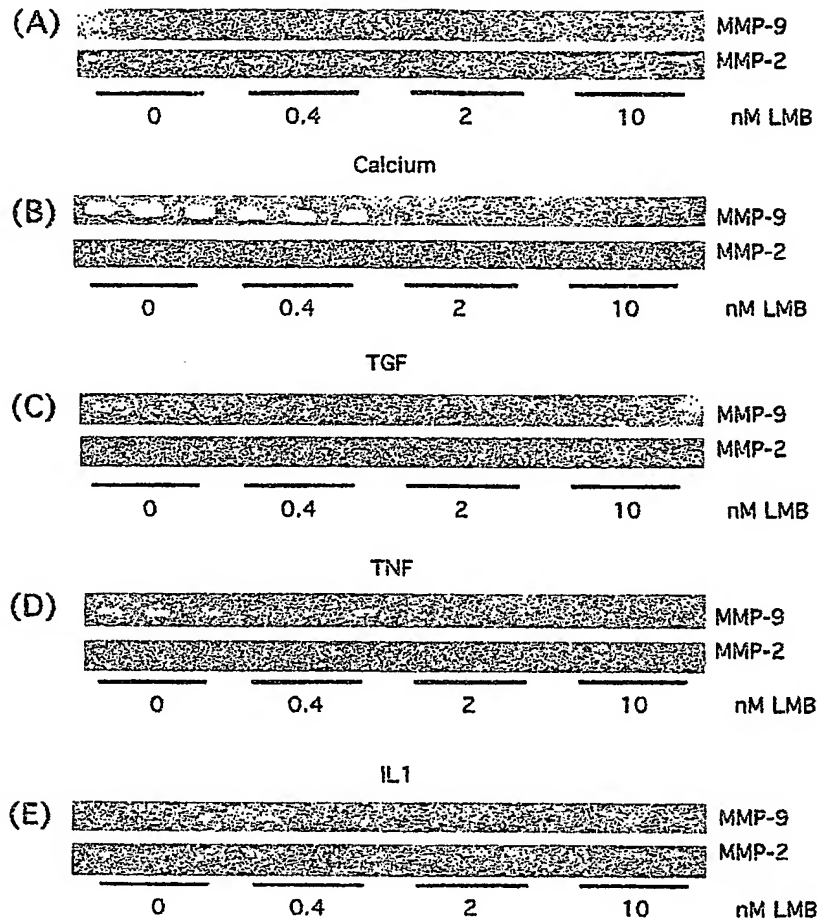 (A) MMP-9
MMP-2
0 0.4 2 10 nM LMB
Calcium
(B) MMP-9
MMP-2
0 0.4 2 10 nM LMB
TGF
(C) MMP-9
MMP-2
0 0.4 2 10 nM LMB
TNF
(D) MMP-9
MMP-2
0 0.4 2 10 nM LMB
IL1
(E) MMP-9
MMP-2
0 0.4 2 10 nM LMB